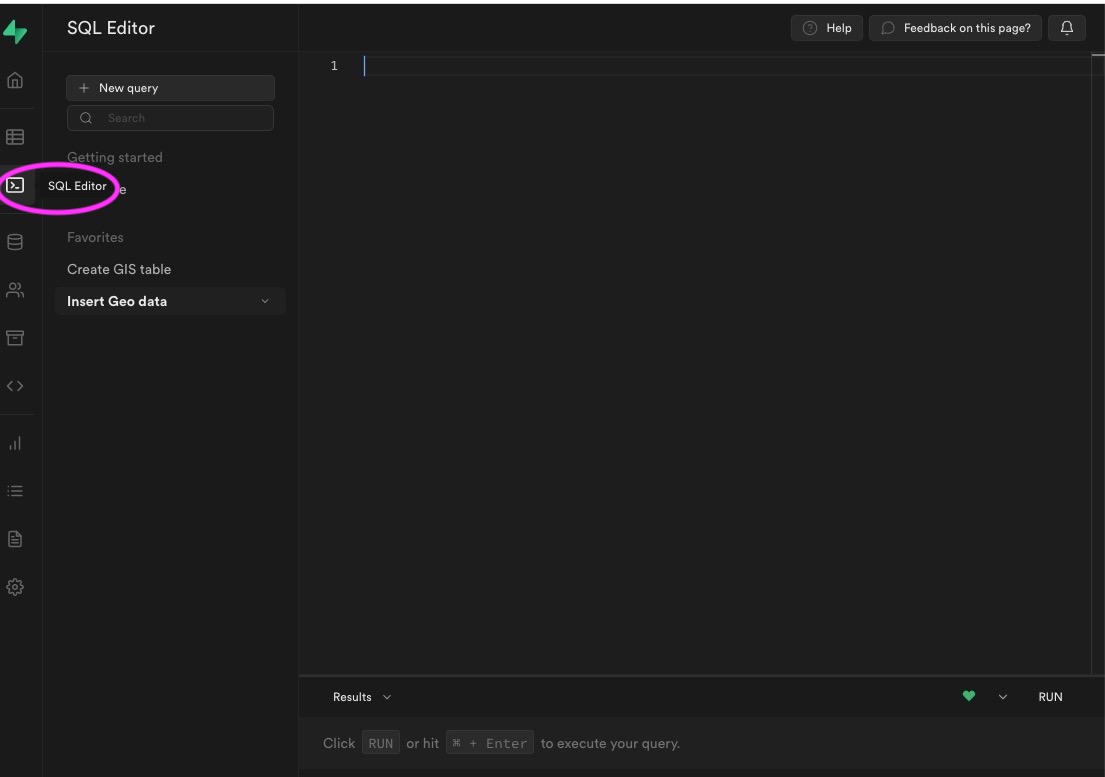 SQL Editor
Help
Feedback on this page?
New query
Search
Getting started
SQL Editor
e
Favorites
Create GIS table
Insert Geo data
1
Results
RUN
Click RUN or hit ⌘ + Enter to execute your query.